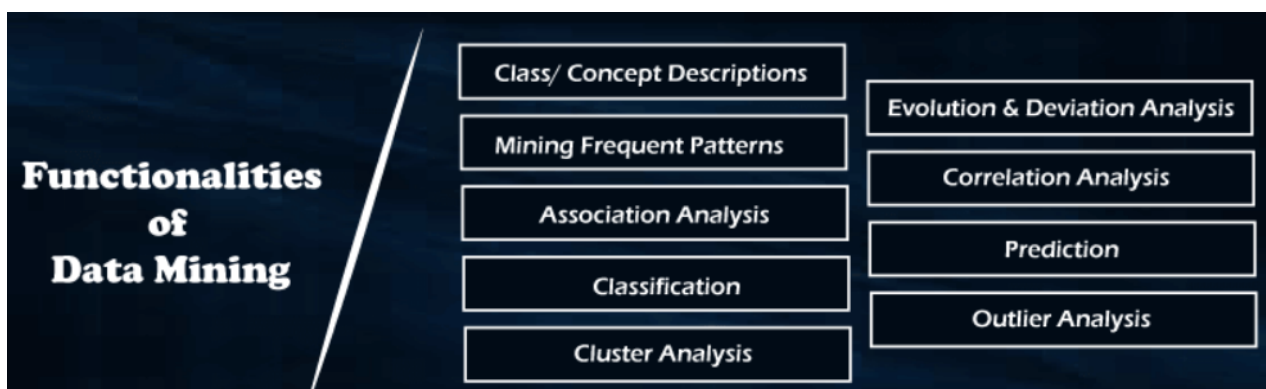 Functionalities
of
Data Mining
Class/ Concept Descriptions
Mining Frequent Patterns
Association Analysis
Classification
Cluster Analysis
Evolution & Deviation Analysis
Correlation Analysis
Prediction
Outlier Analysis